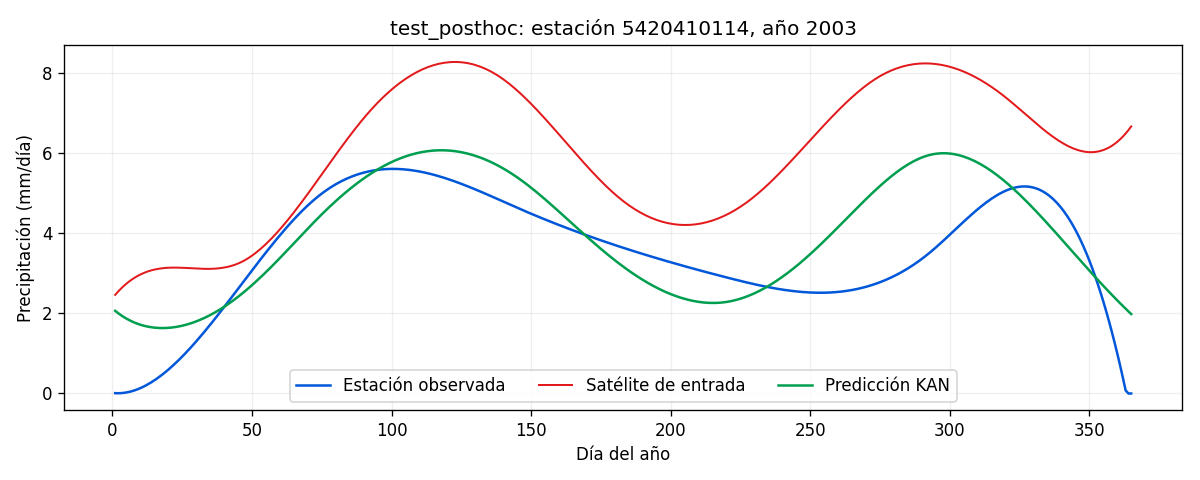 test_posthoc: estación 5420410114, año 2003
Precipitación (mm/día)
8
6
4
2
0
Estación observada
Satélite de entrada
Predicción KAN
0 50 100 150 200 250 300 350
Día del año